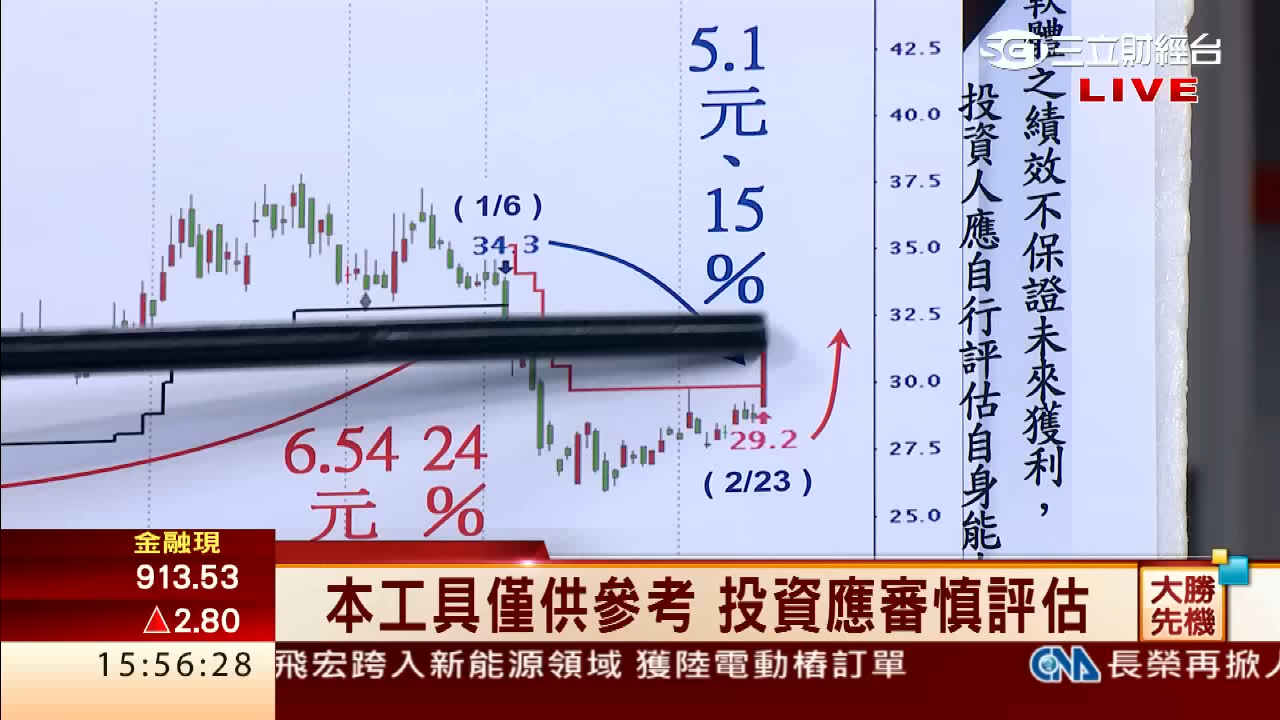 三立財經台
LIVE
軟體之績效不保證未來獲利，
投資人應自行評估自身能
42.5
40.0
37.5
35.0
32.5
30.0
27.5
25.0
5.1
元、
15
%
(1/6)
34.3
29.2
(2/23)
6.54 24
元 %
金融現
913.53
△2.80
15:56:28
本工具僅供參考 投資應審慎評估
大勝
先機
飛宏跨入新能源領域 獲陸電動樁訂單
CNA 長榮再掀人